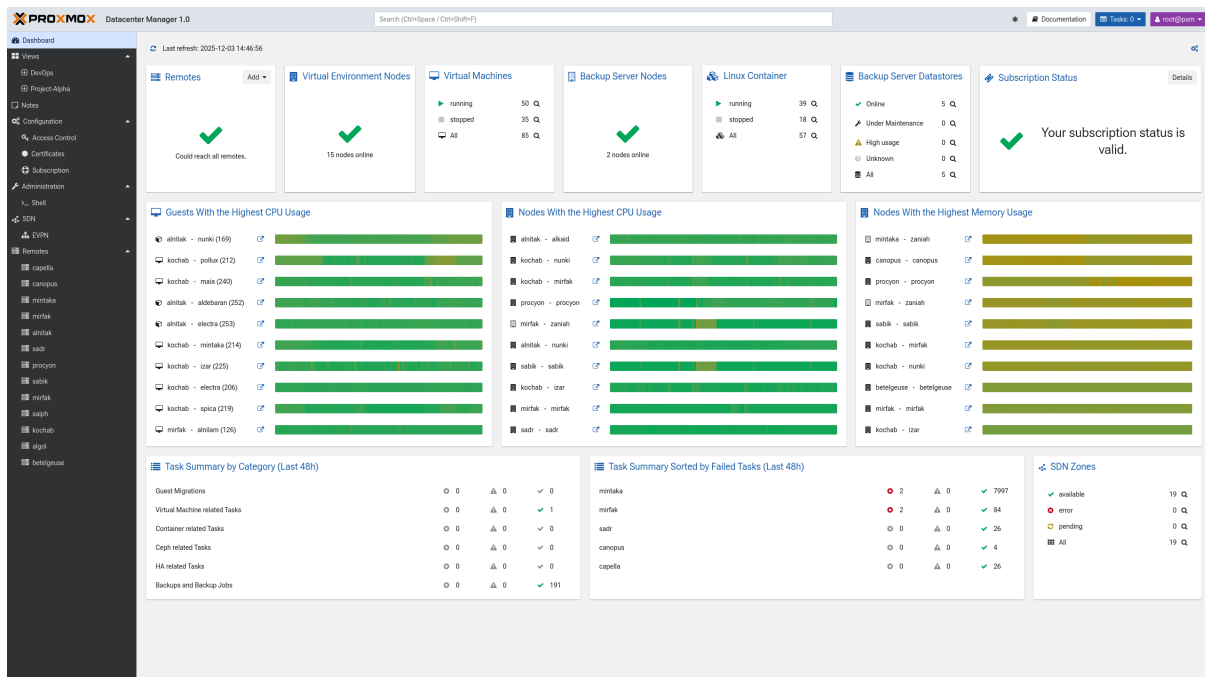 PROXMOX Datacenter Manager 1.0
Search (Ctrl+Space / Ctrl+Shift+F)
Documentation
Tasks: 0
root@pam
Dashboard
Views
DevOps
Project-Alpha
Notes
Configuration
Access Control
Certificates
Subscription
Administration
Shell
SDN
EVPN
Remotes
capella
canopus
mintaka
mirfak
alnitak
sadr
procyon
sabik
mirfak
saiph
kochab
algol
betelgeuse
Last refresh: 2025-12-03 14:46:56
Remotes
Add
Could reach all remotes.
Virtual Environment Nodes
15 nodes online
Virtual Machines
running 50
stopped 35
All 85
Backup Server Nodes
2 nodes online
Linux Container
running 39
stopped 18
All 57
Backup Server Datastores
Online 5
Under Maintenance 0
High usage 0
Unknown 0
All 5
Subscription Status
Details
Your subscription status is
valid.
Guests With the Highest CPU Usage
alnitak - nunki (169)
kochab - pollux (212)
kochab - maia (240)
alnitak - aldebaran (252)
alnitak - electra (253)
kochab - mintaka (214)
kochab - izar (225)
kochab - electra (206)
kochab - spica (219)
mirfak - alnilam (126)
Nodes With the Highest CPU Usage
alnitak - alkaid
kochab - nunki
kochab - mirfak
procyon - procyon
mirfak - zaniah
alnitak - nunki
sabik - sabik
kochab - izar
mirfak - mirfak
sadr - sadr
Nodes With the Highest Memory Usage
mintaka - zaniah
canopus - canopus
procyon - procyon
mirfak - zaniah
sabik - sabik
kochab - mirfak
kochab - nunki
betelgeuse - betelgeuse
mirfak - mirfak
kochab - izar
Task Summary by Category (Last 48h)
Guest Migrations 0 0 0
Virtual Machine related Tasks 0 0 1
Container related Tasks 0 0 0
Ceph related Tasks 0 0 0
HA related Tasks 0 0 0
Backups and Backup Jobs 0 0 191
Task Summary Sorted by Failed Tasks (Last 48h)
mintaka 2 0 7997
mirfak 2 0 84
sadr 0 0 26
canopus 0 0 4
capella 0 0 26
SDN Zones
available 19
error 0
pending 0
All 19